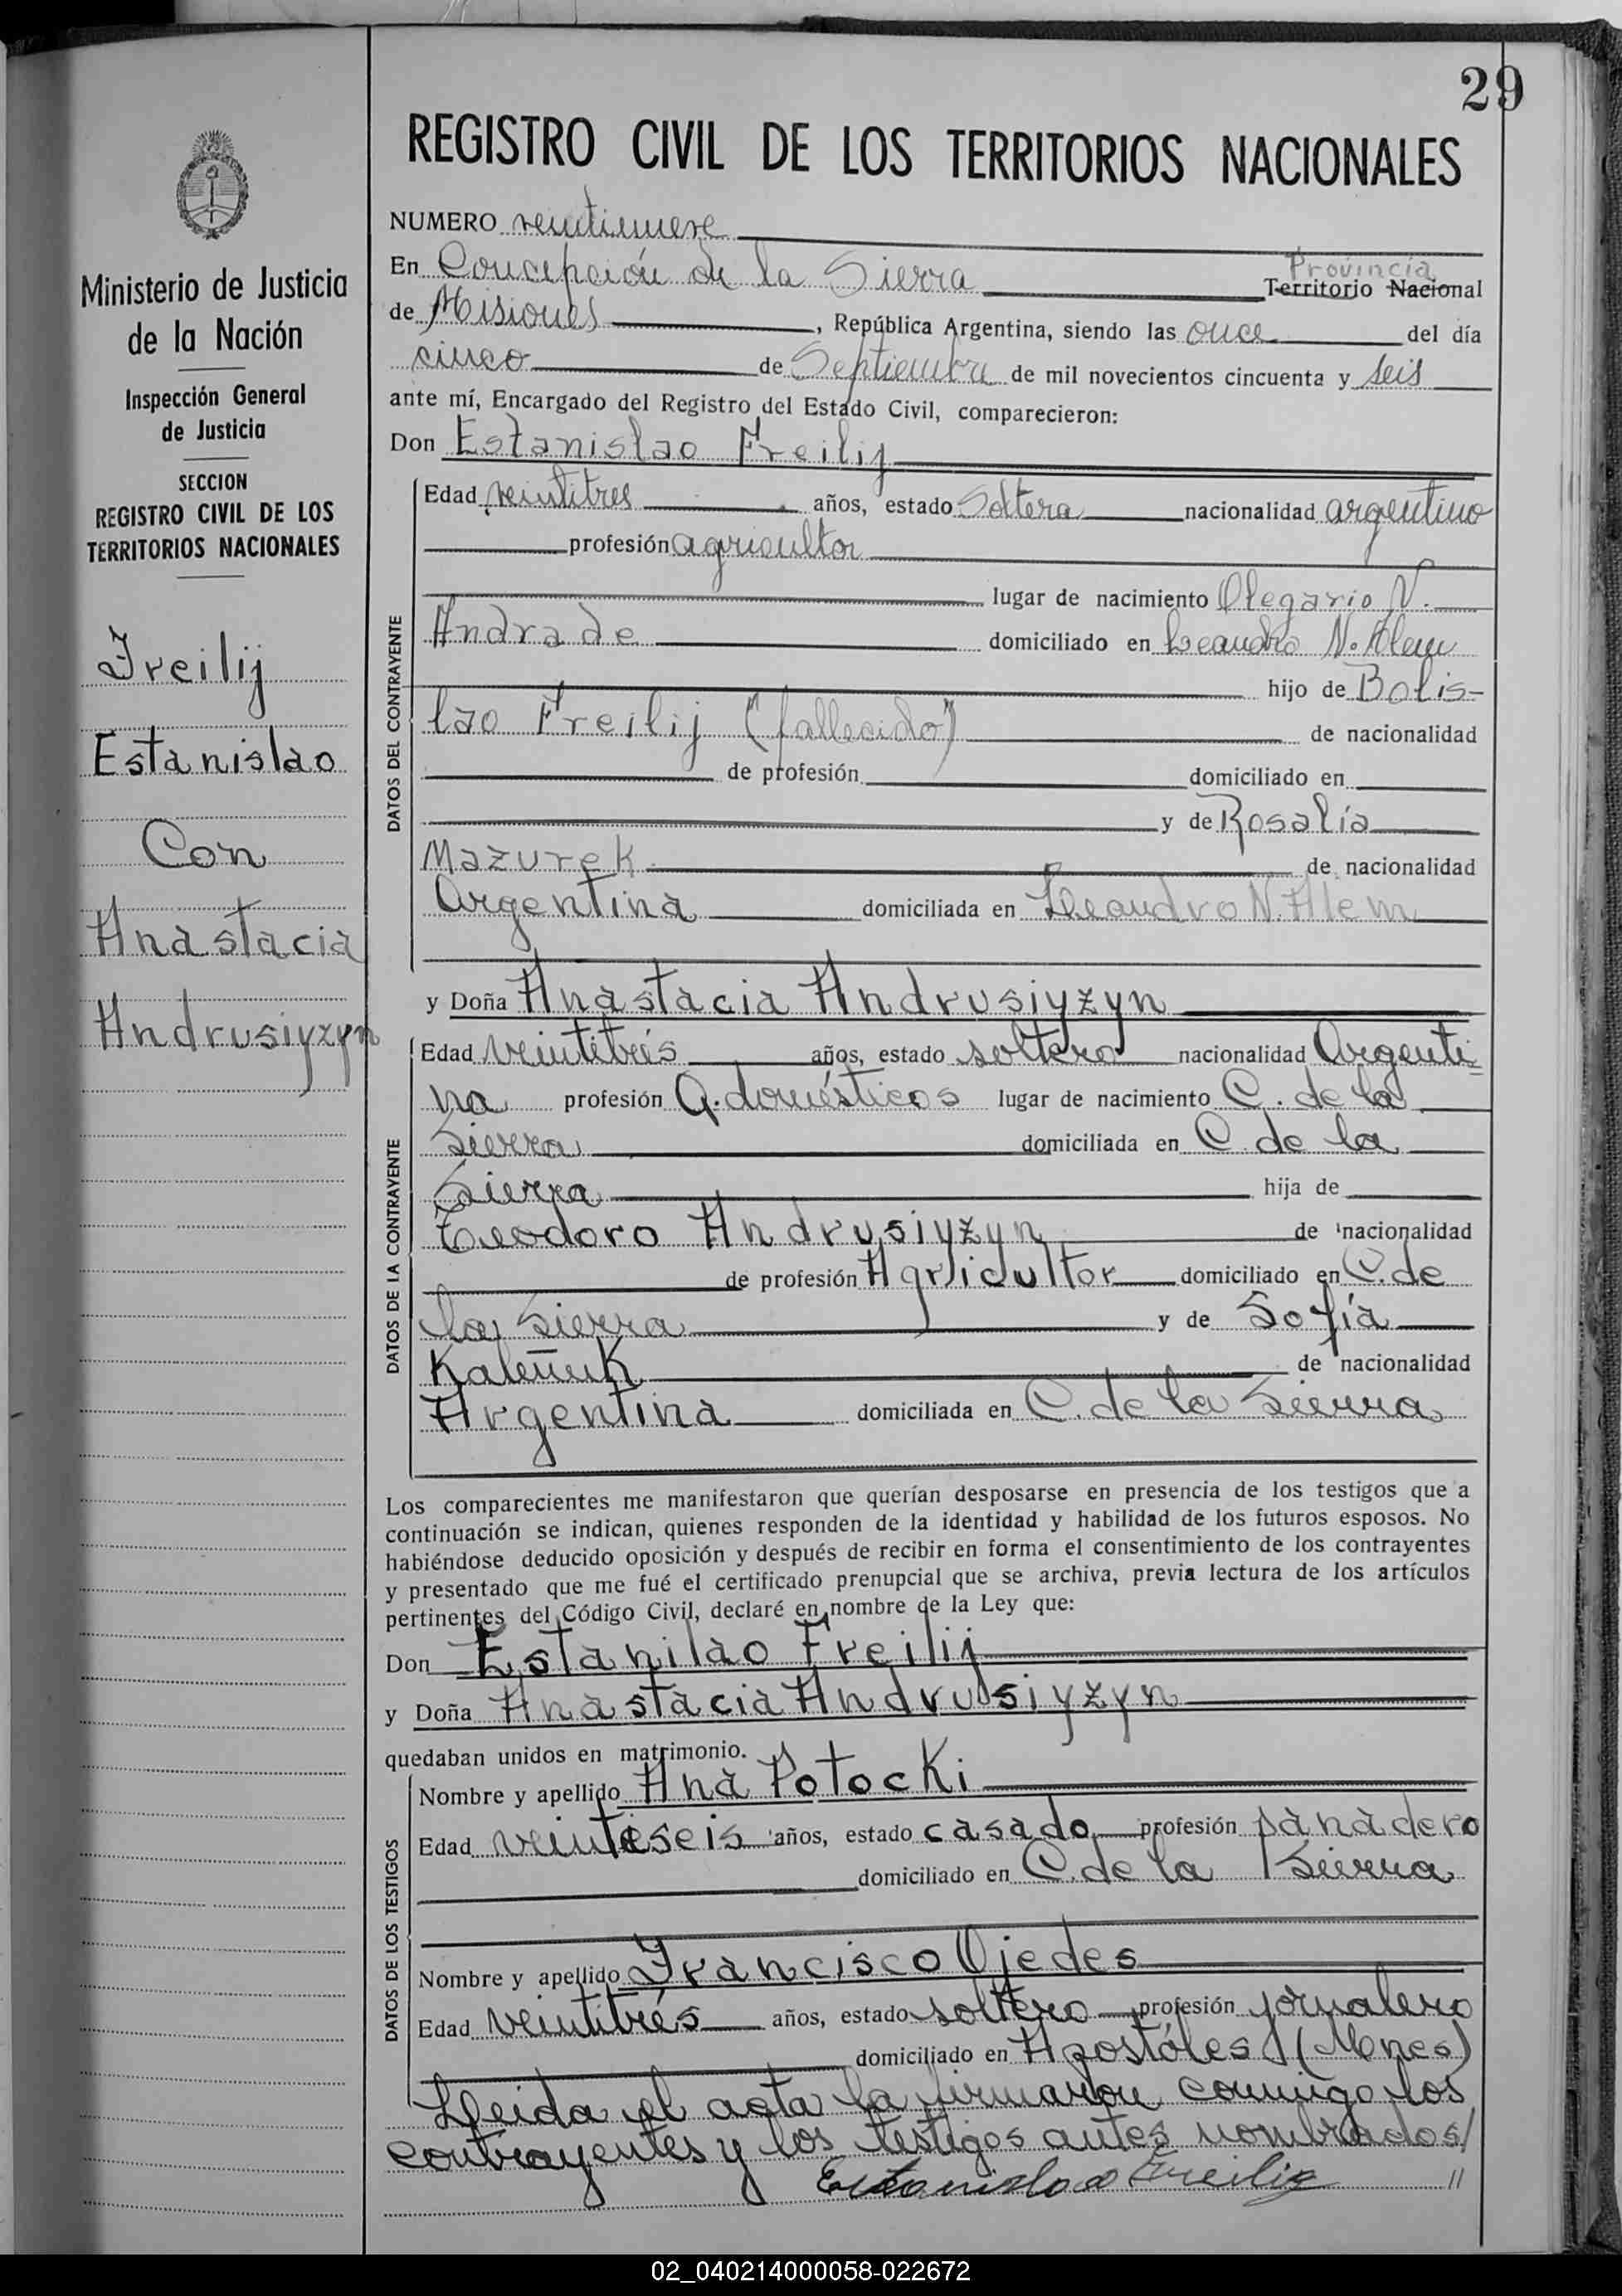 29
REGISTRO CIVIL DE LOS TERRITORIOS NACIONALES
Ministerio de Justicia
de la Nación
Inspección General
de Justicia
SECCION
REGISTRO CIVIL DE LOS
TERRITORIOS NACIONALES
Freilij
Estanislao
Con
Anastacia
Andrusiyzyn
NUMERO veintinueve
Provincia
En Concepción de la Sierra Territorio Nacional
de Misiones, República Argentina, siendo las once del día
cinco de Septiembre de mil novecientos cincuenta y seis
ante mí, Encargado del Registro del Estado Civil, comparecieron:
Don Estanislao Freilij
DATOS DEL CONTRAYENTE
Edad veintitres años, estado Soltera nacionalidad argentino
profesión agricultor
lugar de nacimiento Olegario V.
Andrade domiciliado en Leandro N. Alem
hijo de Bolis-
lao Freilij (fallecido) de nacionalidad
de profesión domiciliado en
y de Rosalía
Mazurek de nacionalidad
Argentina domiciliada en Leandro N. Alem
y Doña Anastacia Andrusiyzyn
DATOS DE LA CONTRAYENTE
Edad veintitrés años, estado soltero nacionalidad Argenti=
na profesión Q. domésticos lugar de nacimiento C. de la
Sierra domiciliada en C. de la
Sierra hija de
Teodoro Andrusiyzyn de nacionalidad
de profesión Agricultor domiciliado en C. de
la Sierra y de Sofía
de nacionalidad
Argentina domiciliada en C. de la Sierra
Los comparecientes me manifestaron que querían desposarse en presencia de los testigos que a
continuación se indican, quienes responden de la identidad y habilidad de los futuros esposos. No
habiéndose deducido oposición y después de recibir en forma el consentimiento de los contrayentes
y presentado que me fué el certificado prenupcial que se archiva, previa lectura de los artículos
pertinentes del Código Civil, declaré en nombre de la Ley que:
Don Estanilao Freilij
y Doña Anastacia Andrusiyzyn
quedaban unidos en matrimonio.
DATOS DE LOS TESTIGOS
Nombre y apellido Ana Potocki
Edad veintiseis años, estado casado profesión panadero
domiciliado en C. de la Sierra
Nombre y apellido Francisco Ojedes
Edad veintitrés años, estado soltero profesión jornalero
domiciliado en Apostóles (Mnes)
Leida el acta la firmaron conmigo los
contrayentes y los testigos antes nombrados/
Estanislao Freilij //
02_040214000058-022672